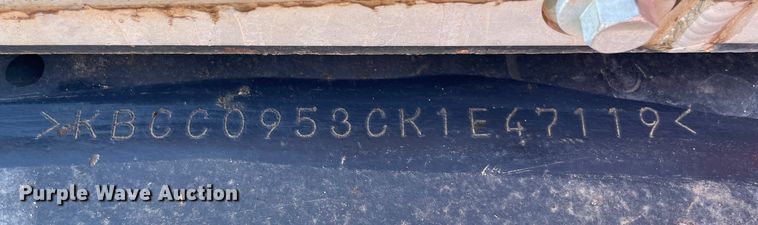 >KBCC0953CK1E47119<
Purple Wave Auction